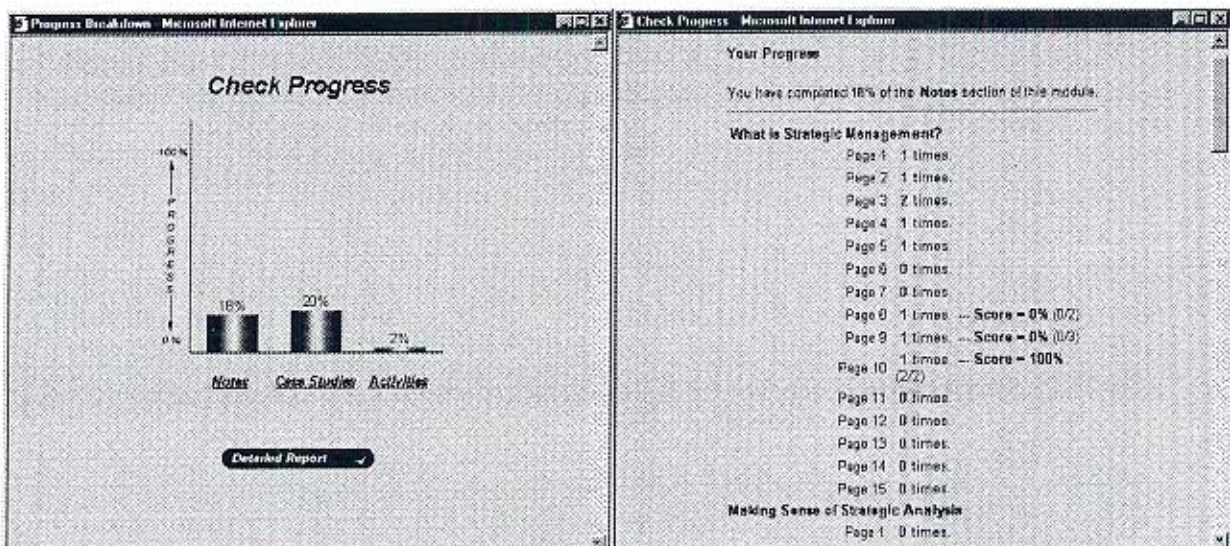 Progress Breakdown - Microsoft Internet Explorer
Check Progress
100%
PROGRESS
0%
18%
20%
2%
Notes
Case Studies
Activities
Detailed Report
Check Progress - Microsoft Internet Explorer
Your Progress
You have completed 18% of the Notes section of this module.
What is Strategic Management?
Page 1 1 times.
Page 2 1 times.
Page 3 2 times.
Page 4 1 times.
Page 5 1 times.
Page 6 0 times.
Page 7 0 times.
Page 8 1 times. --- Score = 0% (0/2)
Page 9 1 times. --- Score = 0% (0/3)
Page 10 1 times. --- Score = 100%
(2/2)
Page 11 0 times.
Page 12 0 times.
Page 13 0 times.
Page 14 0 times.
Page 15 0 times.
Making Sense of Strategic Analysis
Page 1 0 times.